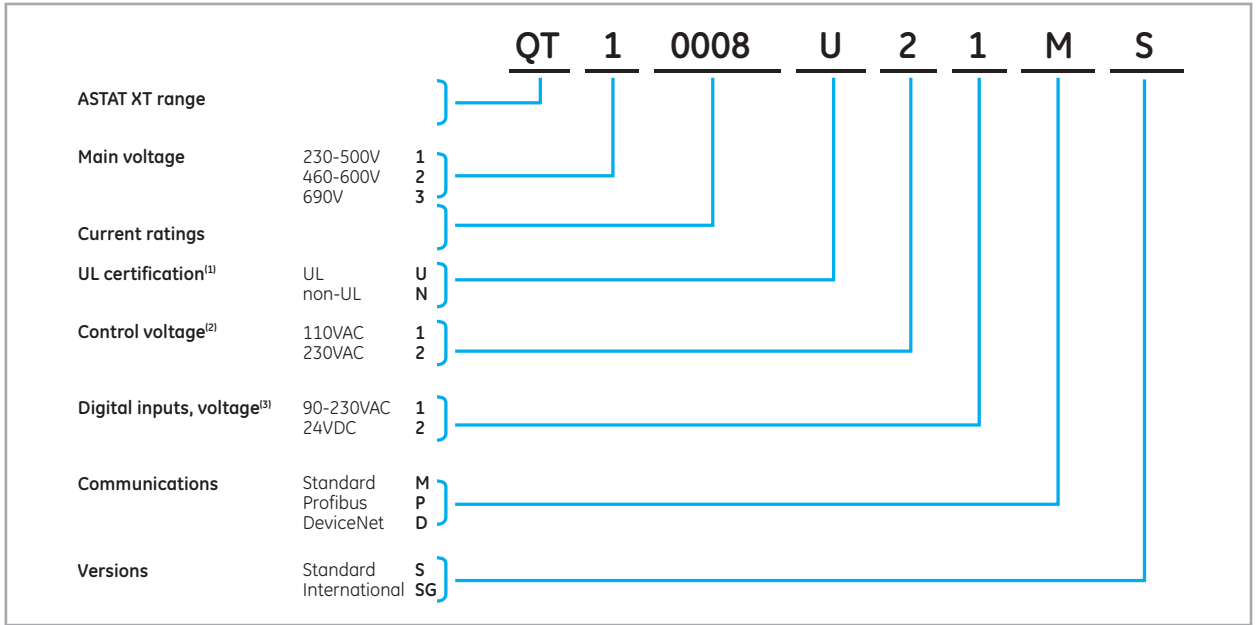 QT 1 0008 U 2 1 M S
ASTAT XT range
Main voltage 230-500V 1
460-600V 2
690V 3
Current ratings
UL certification(1) UL U
non-UL N
Control voltage(2) 110VAC 1
230VAC 2
Digital inputs, voltage(3) 90-230VAC 1
24VDC 2
Communications Standard M
Profibus P
DeviceNet D
Versions Standard S
International SG